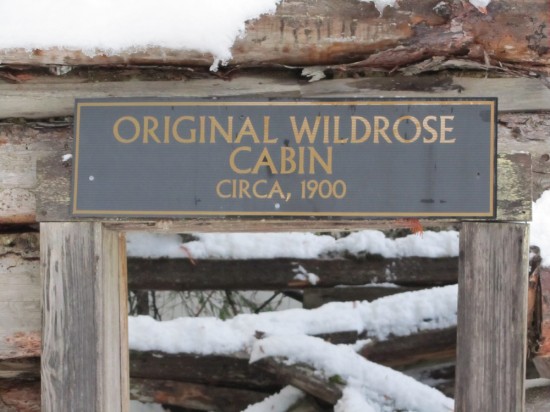 ORIGINAL WILDROSE
CABIN
CIRCA, 1900